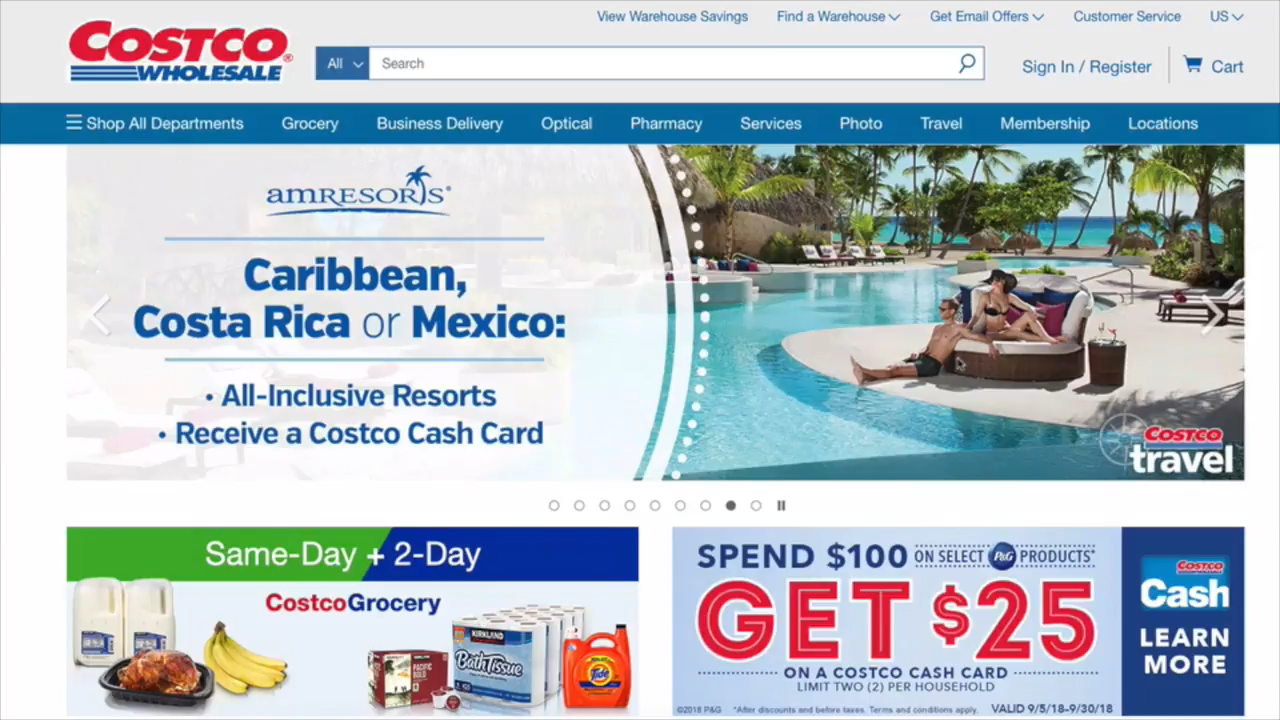 View Warehouse Savings Find a Warehouse Get Email Offers Customer Service US
COSTCO®
WHOLESALE
All Search Sign In / Register Cart
Shop All Departments Grocery Business Delivery Optical Pharmacy Services Photo Travel Membership Locations
amRESORTS®
Caribbean,
Costa Rica or Mexico:
• All-Inclusive Resorts
• Receive a Costco Cash Card
COSTCO
travel
Same-Day + 2-Day
CostcoGrocery
KIRKLAND
Bath Tissue
PACIFIC
BOLD
Tide
SPEND $100 ON SELECT P&G PRODUCTS*
GET $25
ON A COSTCO CASH CARD
LIMIT TWO (2) PER HOUSEHOLD
©2018 P&G *After discounts and before taxes. Terms and conditions apply. VALID 9/5/18-9/30/18
COSTCO
Cash
LEARN
MORE